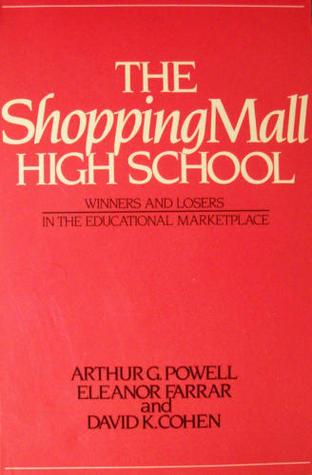 THE
ShoppingMall
HIGH SCHOOL
WINNERS AND LOSERS
IN THE EDUCATIONAL MARKETPLACE
ARTHUR G. POWELL
ELEANOR FARRAR
and
DAVID K. COHEN